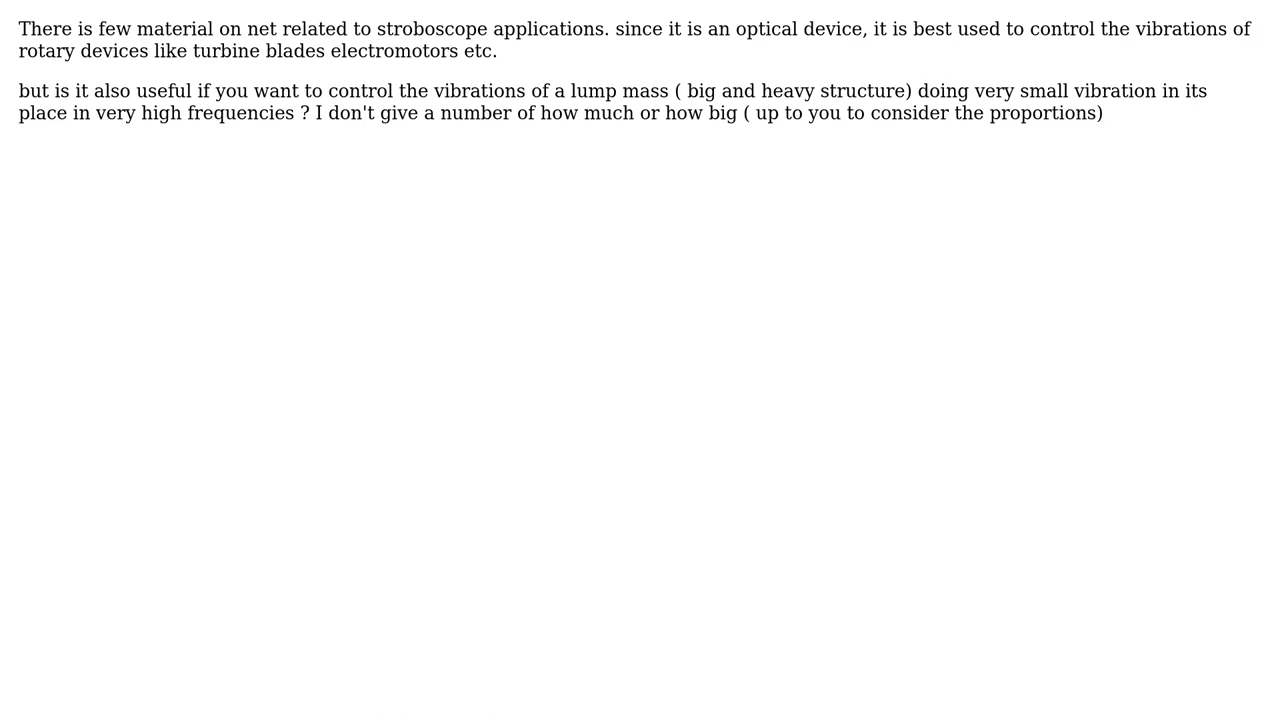 There is few material on net related to stroboscope applications. since it is an optical device, it is best used to control the vibrations of
rotary devices like turbine blades electromotors etc.
but is it also useful if you want to control the vibrations of a lump mass ( big and heavy structure) doing very small vibration in its
place in very high frequencies ? I don't give a number of how much or how big ( up to you to consider the proportions)